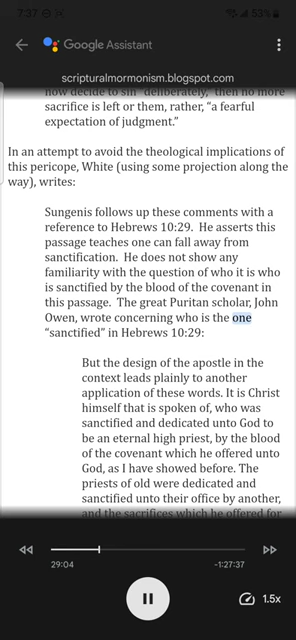 7:37
53%
Google Assistant
scripturalmormonism.blogspot.com
now decide to sin "deliberately," then no more
sacrifice is left or them, rather, "a fearful
expectation of judgment."
In an attempt to avoid the theological implications of
this pericope, White (using some projection along the
way), writes:
Sungenis follows up these comments with a
reference to Hebrews 10:29.  He asserts this
passage teaches one can fall away from
sanctification.  He does not show any
familiarity with the question of who it is who
is sanctified by the blood of the covenant in
this passage.  The great Puritan scholar, John
Owen, wrote concerning who is the one
“sanctified” in Hebrews 10:29:
But the design of the apostle in the
context leads plainly to another
application of these words. It is Christ
himself that is spoken of, who was
sanctified and dedicated unto God to
be an eternal high priest, by the blood
of the covenant which he offered unto
God, as I have showed before. The
priests of old were dedicated and
sanctified unto their office by another,
and the sacrifices which he offered for
29:04
-1:27:37
1.5x